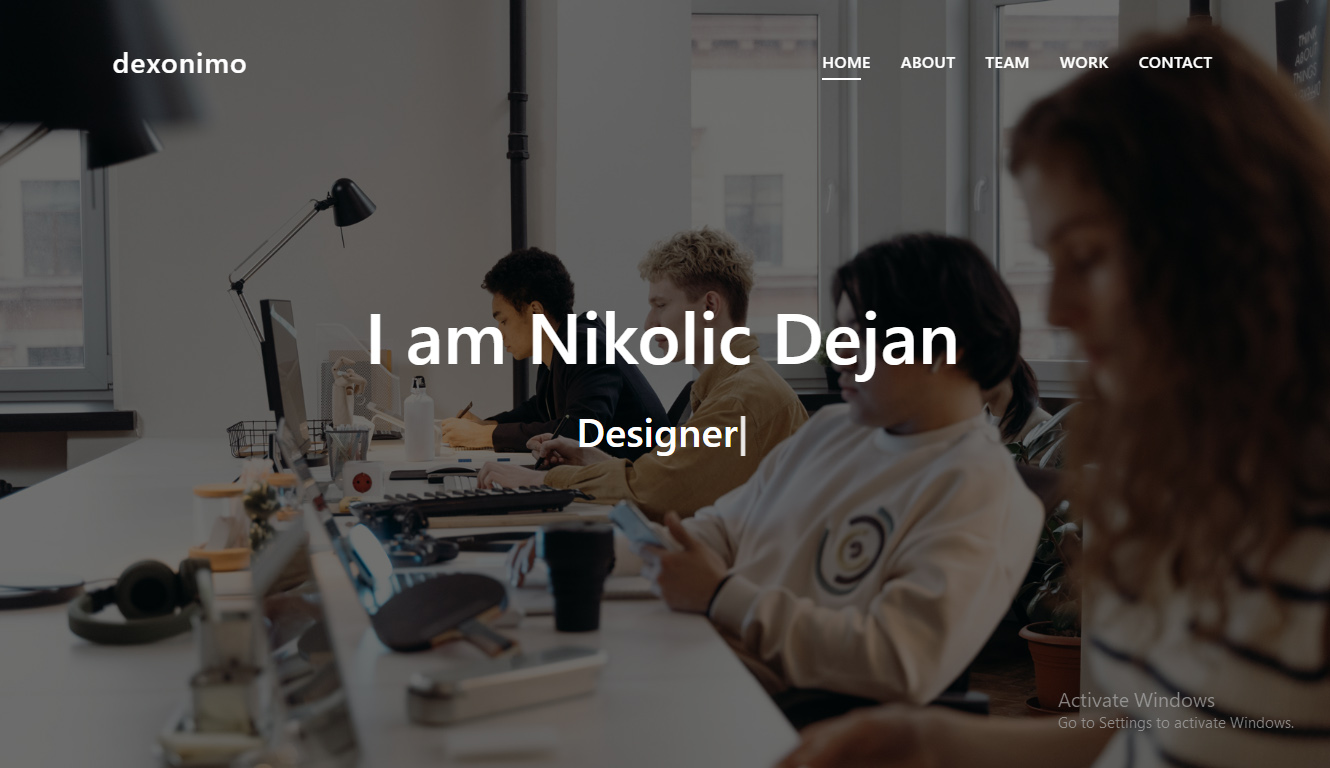 dexonimo
HOME ABOUT TEAM WORK CONTACT
I am Nikolic Dejan
Designer|
Activate Windows
Go to Settings to activate Windows.